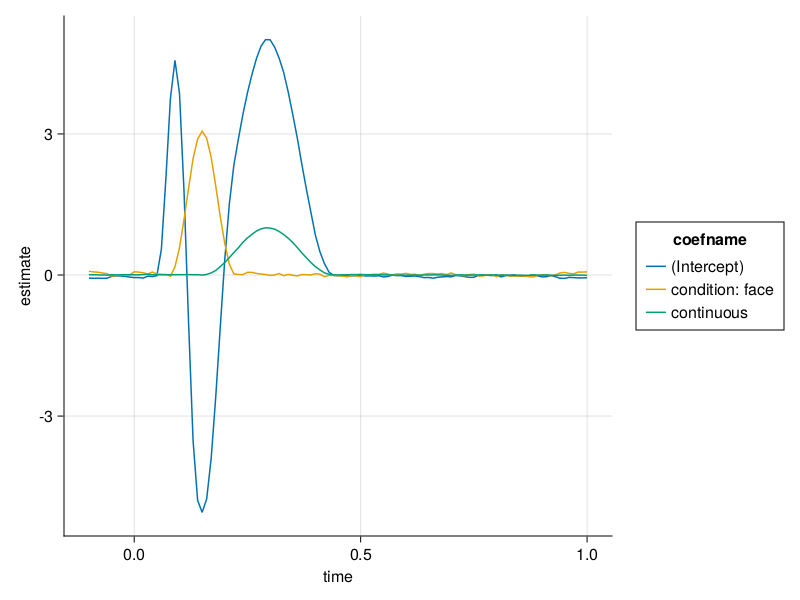 estimate
3
0
-3
0.0
0.5
1.0
time
coefname
(Intercept)
condition: face
continuous